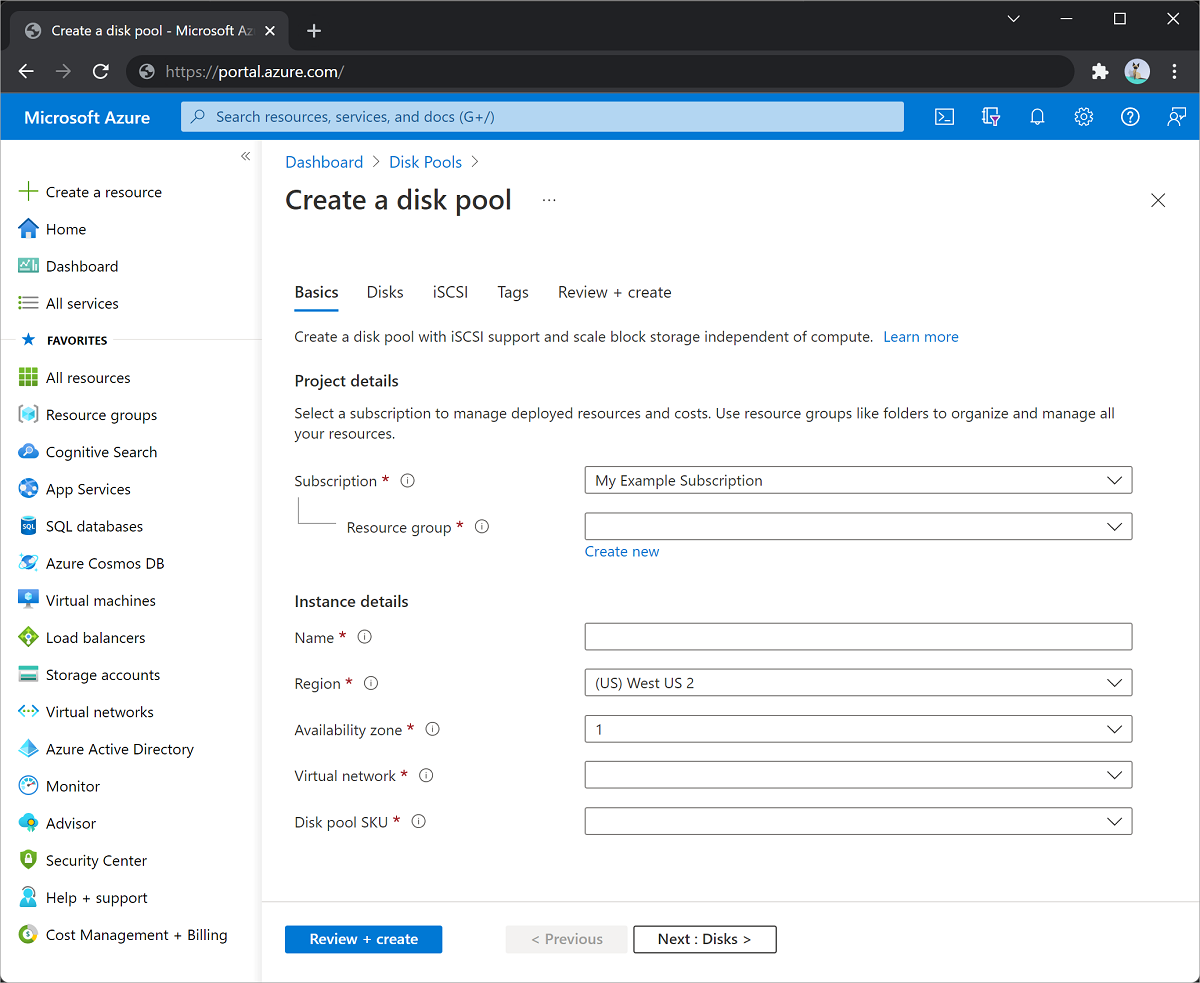 Create a disk pool - Microsoft Az
https://portal.azure.com/
Microsoft Azure
Search resources, services, and docs (G+/)
Create a resource
Home
Dashboard
All services
FAVORITES
All resources
Resource groups
Cognitive Search
App Services
SQL
SQL databases
Azure Cosmos DB
Virtual machines
Load balancers
Storage accounts
Virtual networks
Azure Active Directory
Monitor
Advisor
Security Center
Help + support
Cost Management + Billing
Dashboard > Disk Pools >
Create a disk pool ...
Basics Disks iSCSI Tags Review + create
Create a disk pool with iSCSI support and scale block storage independent of compute. Learn more
Project details
Select a subscription to manage deployed resources and costs. Use resource groups like folders to organize and manage all
your resources.
Subscription * My Example Subscription
Resource group *
Create new
Instance details
Name *
Region * (US) West US 2
Availability zone * 1
Virtual network *
Disk pool SKU *
Review + create < Previous Next : Disks >